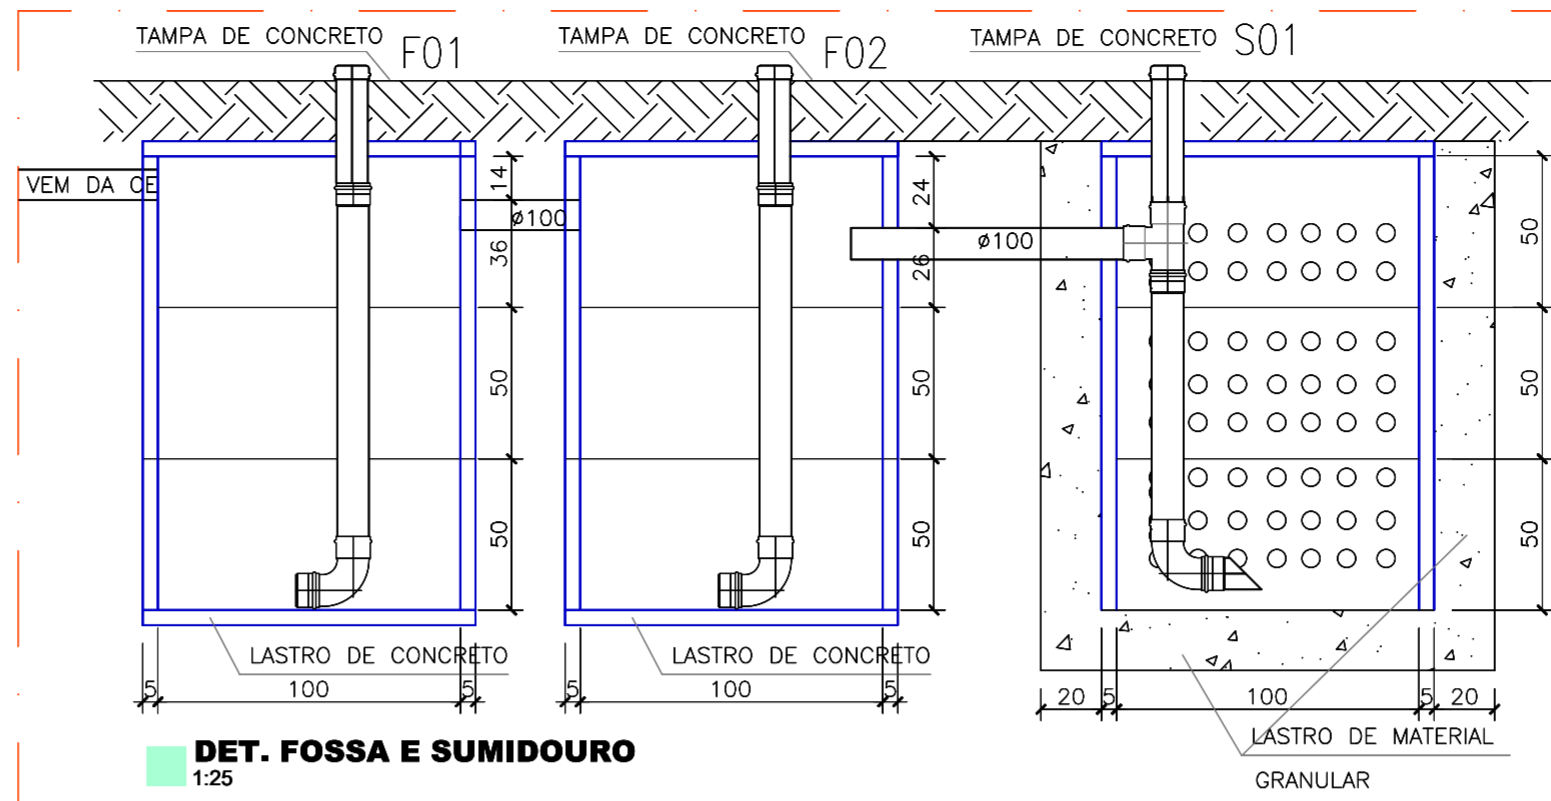 TAMPA DE CONCRETO
F01
TAMPA DE CONCRETO
F02
TAMPA DE CONCRETO
S01
VEM DA CE
14
36
50
50
ø100
24
26
50
50
ø100
50
50
50
LASTRO DE CONCRETO
5
100
5
LASTRO DE CONCRETO
5
100
5
20
5
100
5
20
LASTRO DE MATERIAL
GRANULAR
DET. FOSSA E SUMIDOURO
1:25